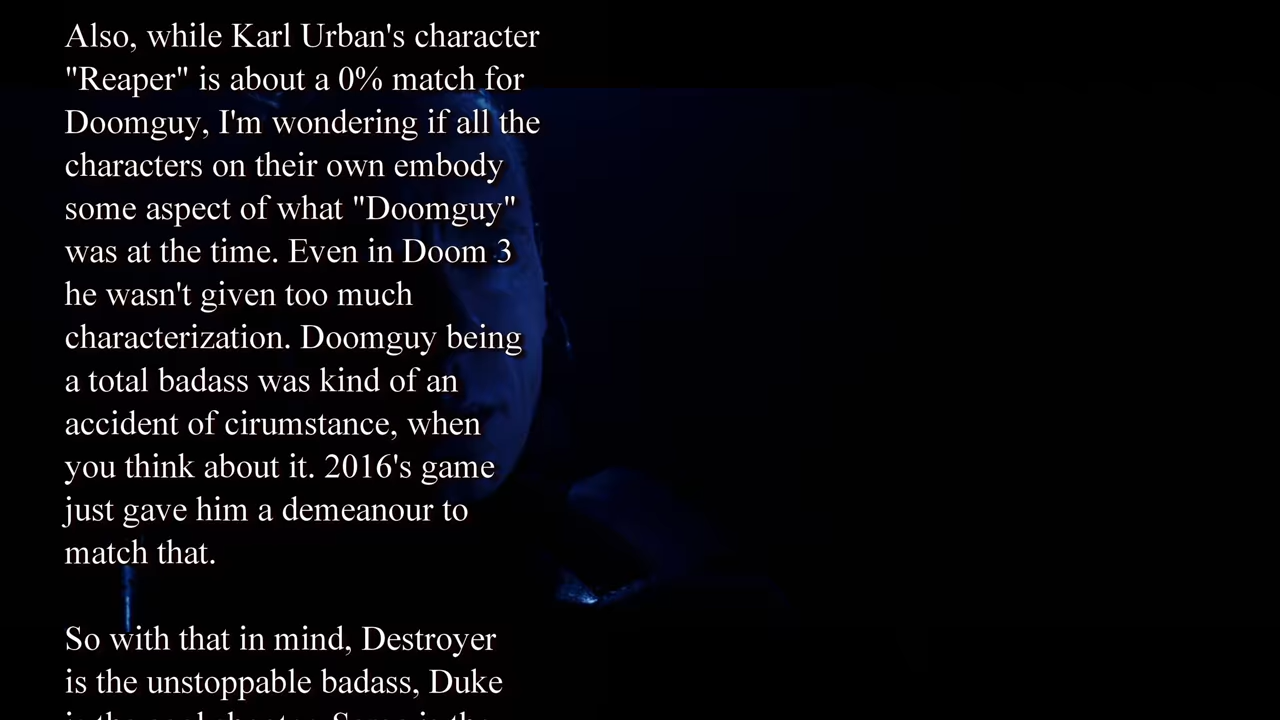 Also, while Karl Urban's character
"Reaper" is about a 0% match for
Doomguy, I'm wondering if all the
characters on their own embody
some aspect of what "Doomguy"
was at the time. Even in Doom 3
he wasn't given too much
characterization. Doomguy being
a total badass was kind of an
accident of cirumstance, when
you think about it. 2016's game
just gave him a demeanour to
match that.
So with that in mind, Destroyer
is the unstoppable badass, Duke